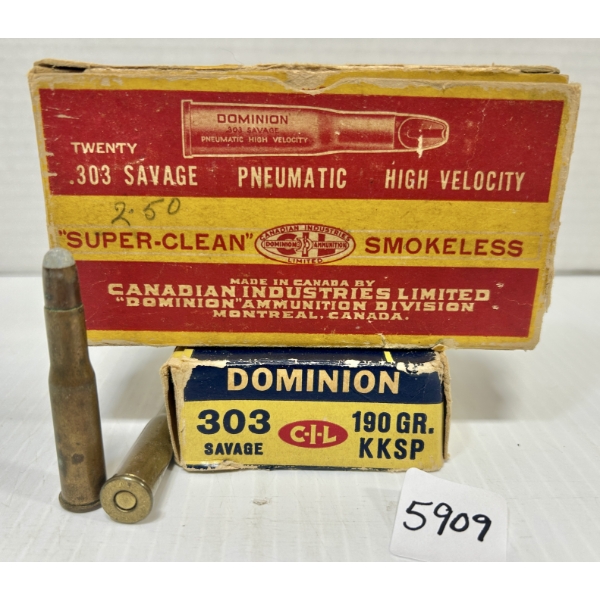 DOMINION
.303 SAVAGE
PNEUMATIC HIGH VELOCITY
TWENTY
.303 SAVAGE PNEUMATIC HIGH VELOCITY
2.50
"SUPER-CLEAN" SMOKELESS
CANADIAN INDUSTRIES
DOMINION CIL AMMUNITION
LIMITED
MADE IN CANADA BY
CANADIAN INDUSTRIES LIMITED
"DOMINION" AMMUNITION DIVISION
MONTREAL, CANADA.
DOMINION
303 SAVAGE
C-I-L
190 GR.
KKSP
5909